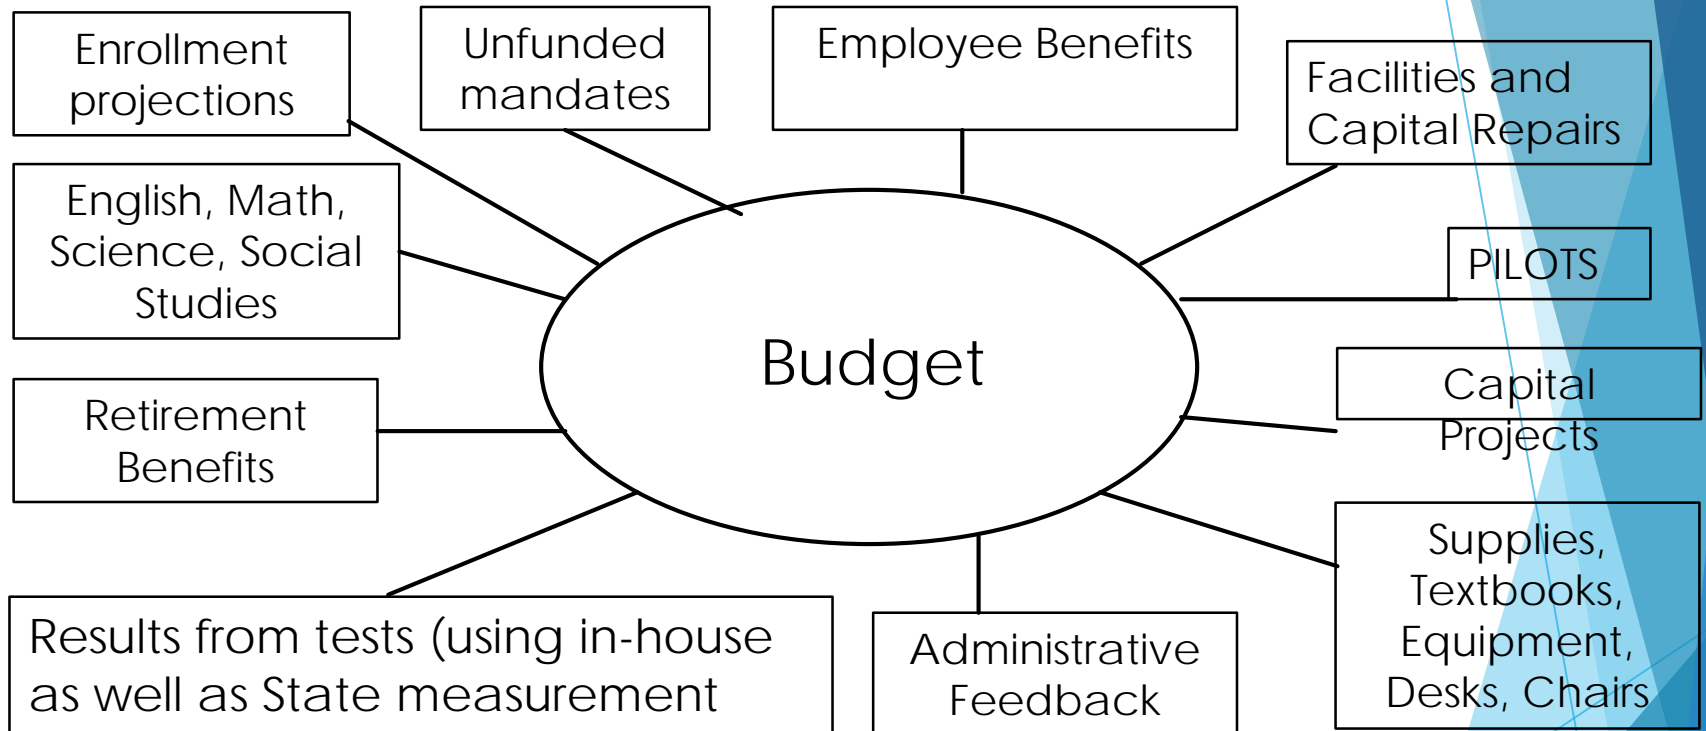 Enrollment
projections
Unfunded
mandates
Employee Benefits
Facilities and
Capital Repairs
English, Math,
Science, Social
Studies
PILOTS
Budget
Capital
Projects
Retirement
Benefits
Supplies,
Textbooks,
Equipment,
Desks, Chairs
Results from tests (using in-house
as well as State measurement
Administrative
Feedback